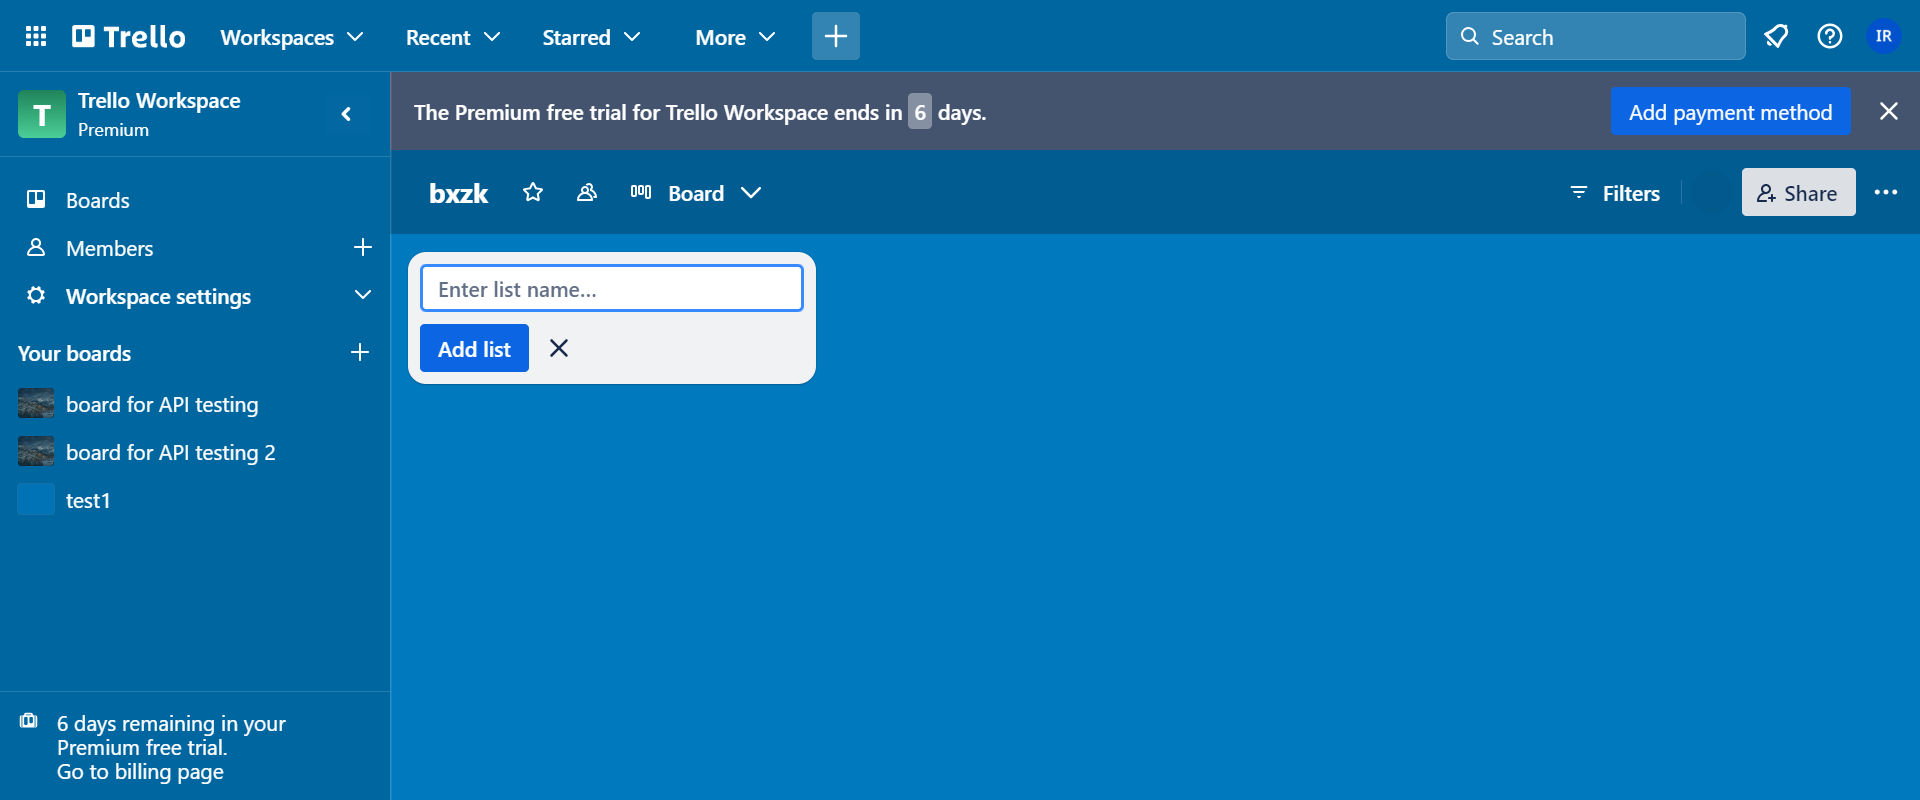 Trello
Workspaces
Recent
Starred
More
Search
IR
T
Trello Workspace
Premium
The Premium free trial for Trello Workspace ends in 6 days.
Add payment method
bxzk
Board
Filters
Share
Boards
Members
Workspace settings
Your boards
board for API testing
board for API testing 2
test1
Enter list name...
Add list
6 days remaining in your
Premium free trial.
Go to billing page